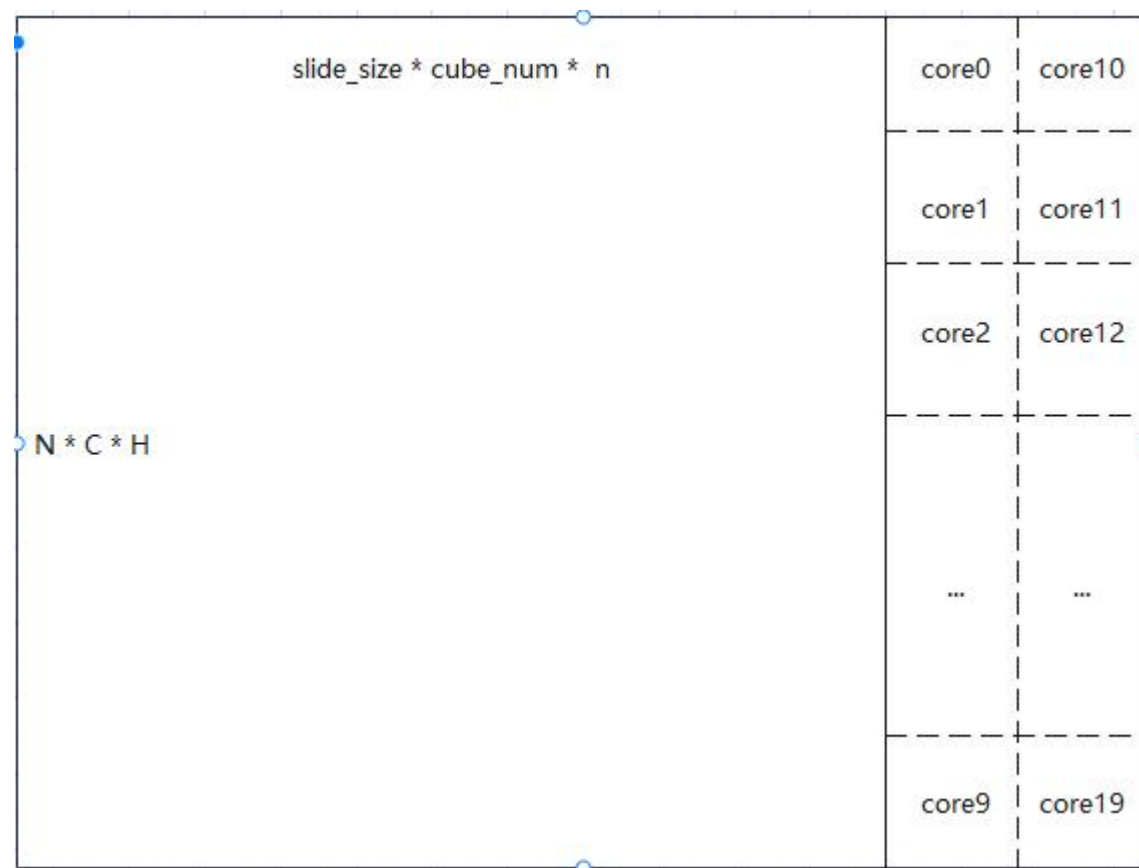 slide_size * cube_num * n
core0 core10
core1 core11
core2 core12
N * C * H
... ...
core9 core19